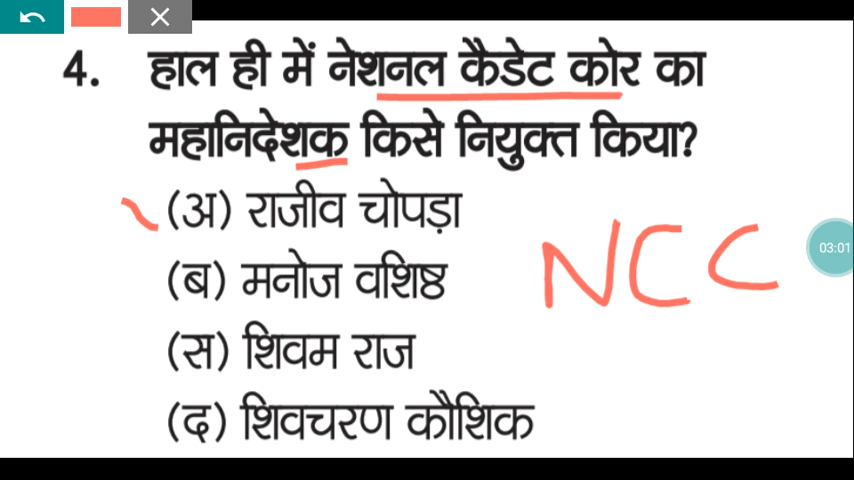 4. हाल ही में नेशनल कैडेट कोर का
महानिदेशक किसे नियुक्त किया?
(अ) राजीव चोपड़ा
(ब) मनोज वशिष्ठ
(स) शिवम राज
(द) शिवचरण कौशिक
NCC
03:01